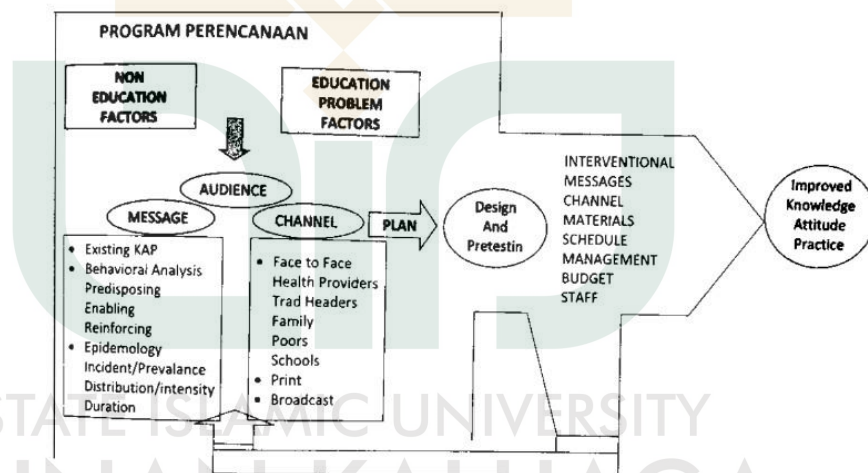 PROGRAM PERENCANAAN
NON
EDUCATION
FACTORS
EDUCATION
PROBLEM
FACTORS
AUDIENCE
MESSAGE
CHANNEL
PLAN
• Existing KAP
• Behavioral Analysis
Predisposing
Enabling
Reinforcing
• Epidemology
Incident/Prevalance
Distribution/intensity
Duration
• Face to Face
Health Providers
Trad Headers
Family
Poors
Schools
• Print
• Broadcast
Design
And
Pretestin
INTERVENTIONAL
MESSAGES
CHANNEL
MATERIALS
SCHEDULE
MANAGEMENT
BUDGET
STAFF
Improved
Knowledge
Attitude
Practice
STATE ISLAMIC UNIVERSITY